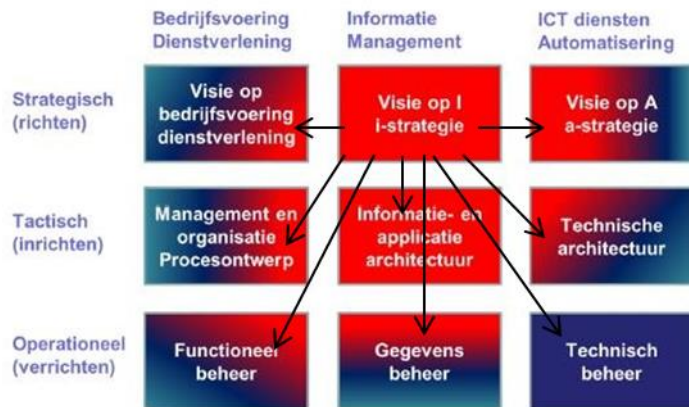 Bedrijfsvoering
Dienstverlening
Informatie
Management
ICT diensten
Automatisering
Strategisch
(richten)
Visie op
bedrijfsvoering
dienstverlening
Visie op I
i-strategie
Visie op A
a-strategie
Tactisch
(inrichten)
Management en
organisatie
Procesontwerp
Informatie- en
applicatie
architectuur
Technische
architectuur
Operationeel
(verrichten)
Functioneel
beheer
Gegevens
beheer
Technisch
beheer